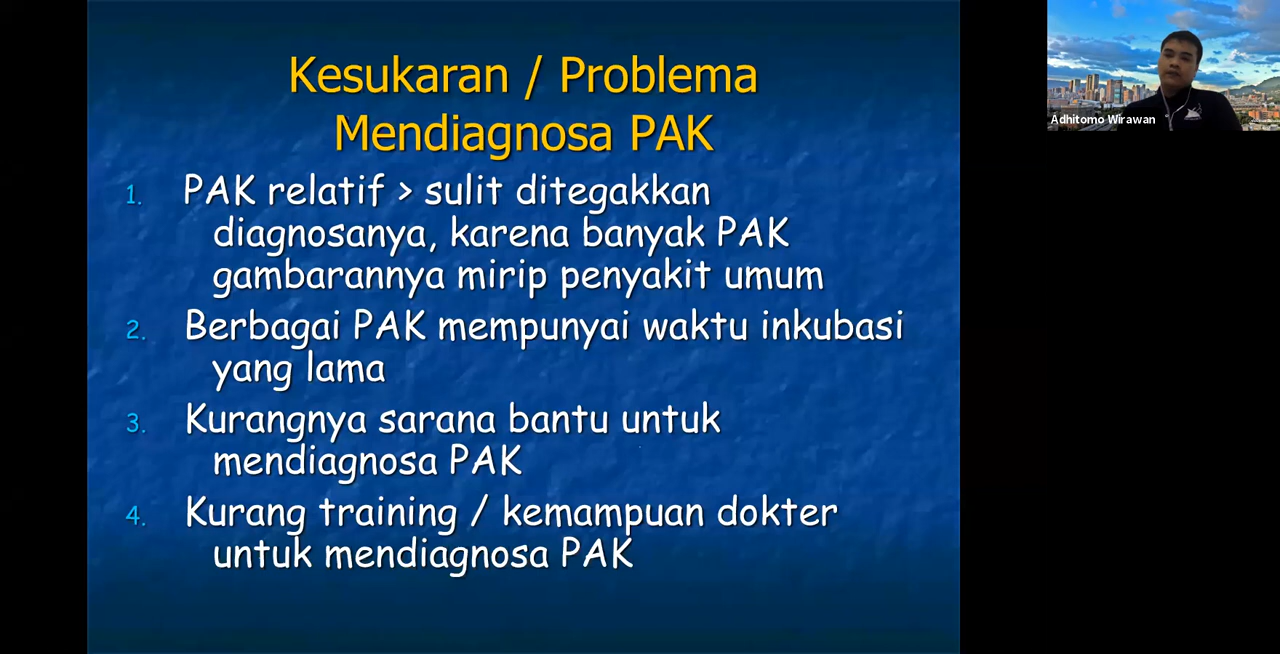 Kesukaran / Problema
Mendiagnosa PAK
1. PAK relatif > sulit ditegakkan
diagnosanya, karena banyak PAK
gambarannya mirip penyakit umum
2. Berbagai PAK mempunyai waktu inkubasi
yang lama
3. Kurangnya sarana bantu untuk
mendiagnosa PAK
4. Kurang training / kemampuan dokter
untuk mendiagnosa PAK
Adhitomo Wirawan